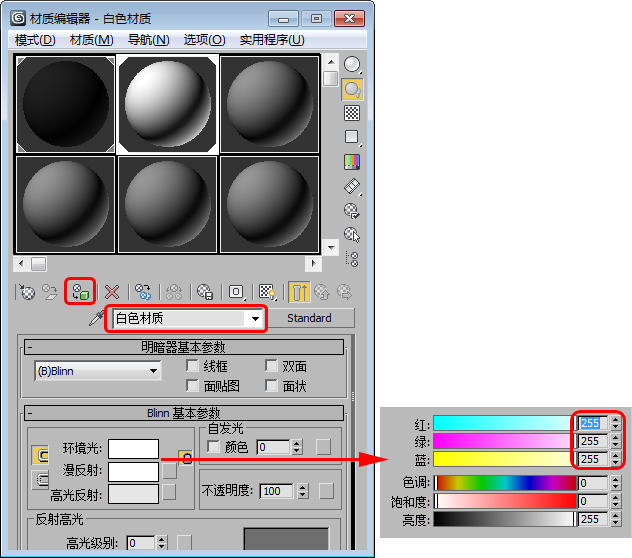 材质编辑器 - 白色材质
模式(D) 材质(M) 导航(N) 选项(O) 实用程序(U)
白色材质 Standard
- 明暗器基本参数
(B)Blinn 线框 双面
面贴图 面状
- Blinn 基本参数
自发光
环境光: 颜色 0
漫反射:
高光反射: 不透明度: 100
反射高光
高光级别: 0
红: 255
绿: 255
蓝: 255
色调: 0
饱和度: 0
亮度: 255